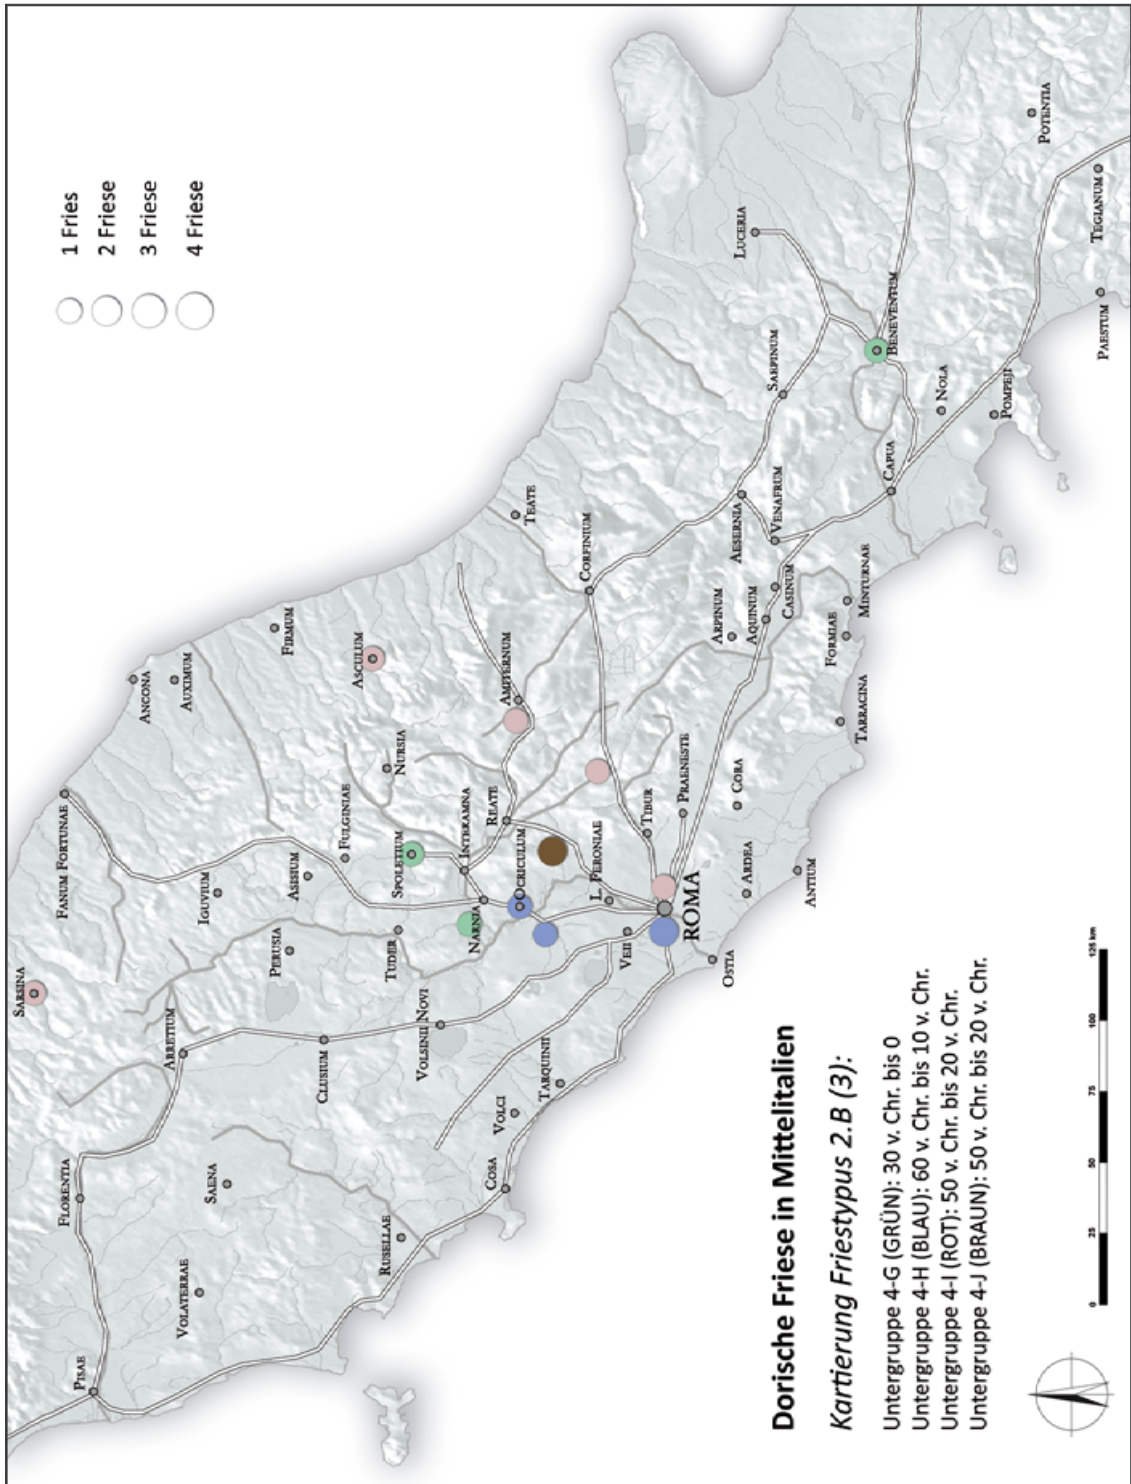 1 Fries
2 Friese
3 Friese
4 Friese
Sarsina
Fanum Fortunae
Ancona
Auximum
Firmum
Pisae
Florentia
Arretium
Iguvium
Perusia
Asisium
Fulginiae
Asculum
Volaterrae
Saena
Clusium
Tuder
Spoletium
Nursia
Rusellae
Volsinii Novi
Narnia
Interamna
Reate
Amiternum
Teate
Cosa
Volci
Tarquinii
Ocriculum
L. Feroniae
Corfinium
Veii
ROMA
Tibur
Praeneste
Ostia
Ardea
Cora
Antium
Tarracina
Arpinum
Aquinum
Casinum
Formiae
Minturnae
Aesernia
Venafrum
Saepinum
Luceria
Capua
Beneventum
Nola
Pompeji
Paestum
Tegianum
Potentia
Dorische Friese in Mittelitalien
Kartierung Friestypus 2.B (3):
Untergruppe 4-G (GRÜN): 30 v. Chr. bis 0
Untergruppe 4-H (BLAU): 60 v. Chr. bis 10 v. Chr.
Untergruppe 4-I (ROT): 50 v. Chr. bis 20 v. Chr.
Untergruppe 4-J (BRAUN): 50 v. Chr. bis 20 v. Chr.
0 25 50 75 100 125 km